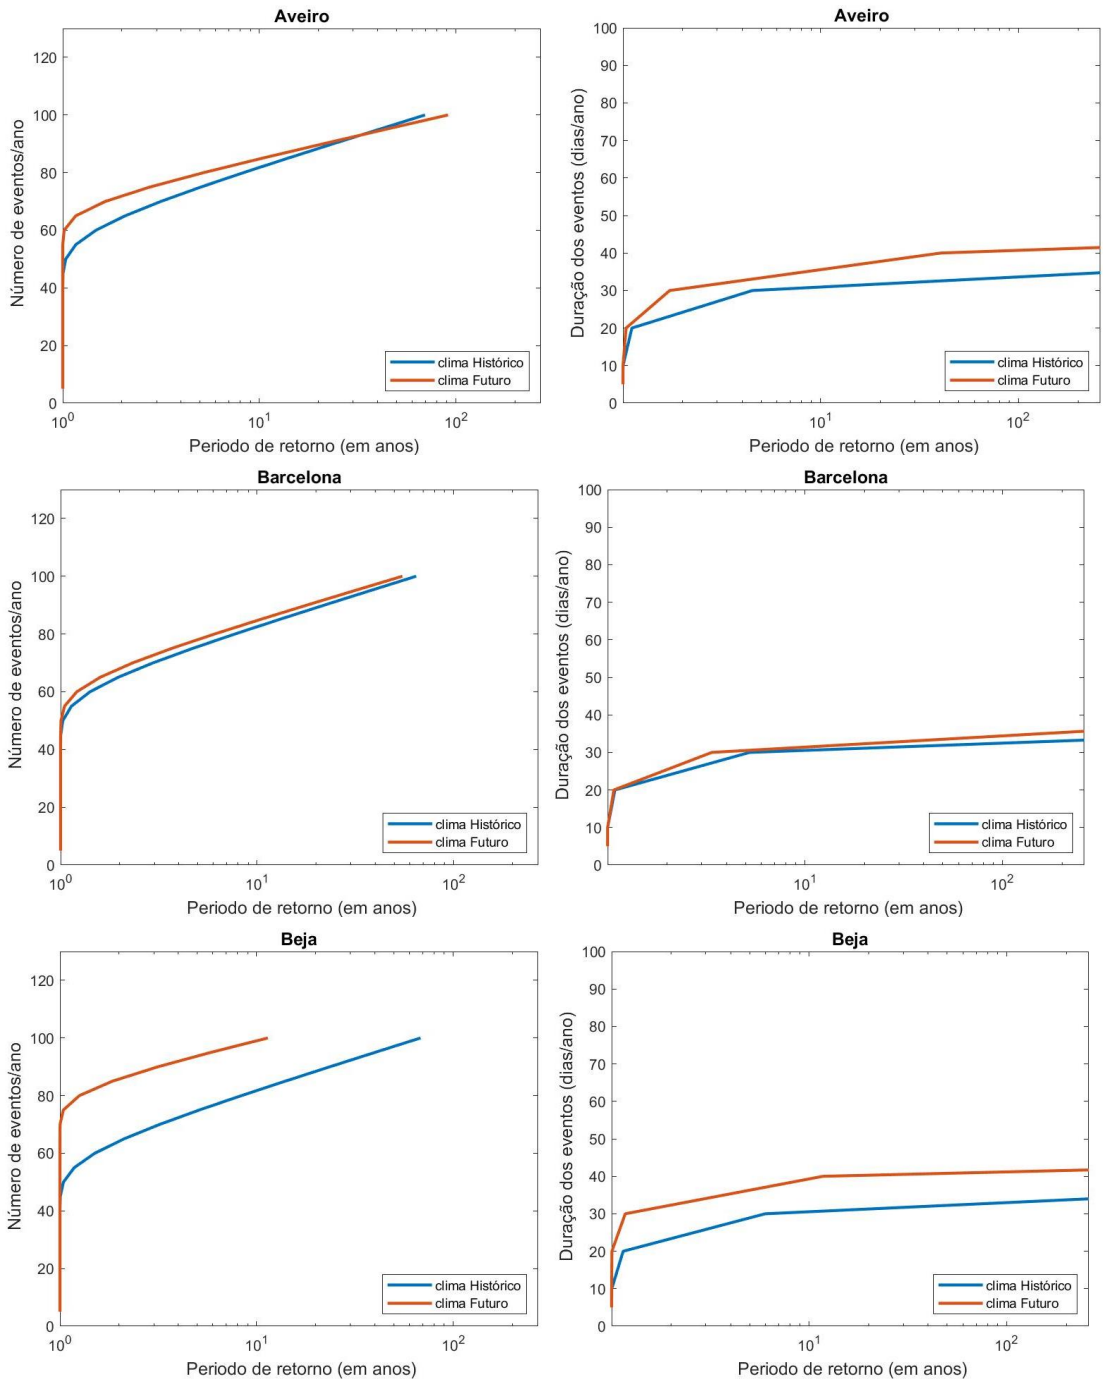 Aveiro
120
100
80
60
40
20
0
Número de eventos/ano
clima Histórico
clima Futuro
10^0
10^1
10^2
Periodo de retorno (em anos)
Aveiro
100
90
80
70
60
50
40
30
20
10
0
Duração dos eventos (dias/ano)
clima Histórico
clima Futuro
10^1
10^2
Periodo de retorno (em anos)
Barcelona
120
100
80
60
40
20
0
Número de eventos/ano
clima Histórico
clima Futuro
10^0
10^1
10^2
Periodo de retorno (em anos)
Barcelona
100
90
80
70
60
50
40
30
20
10
0
Duração dos eventos (dias/ano)
clima Histórico
clima Futuro
10^1
10^2
Periodo de retorno (em anos)
Beja
120
100
80
60
40
20
0
Número de eventos/ano
clima Histórico
clima Futuro
10^0
10^1
10^2
Periodo de retorno (em anos)
Beja
100
90
80
70
60
50
40
30
20
10
0
Duração dos eventos (dias/ano)
clima Histórico
clima Futuro
10^1
10^2
Periodo de retorno (em anos)